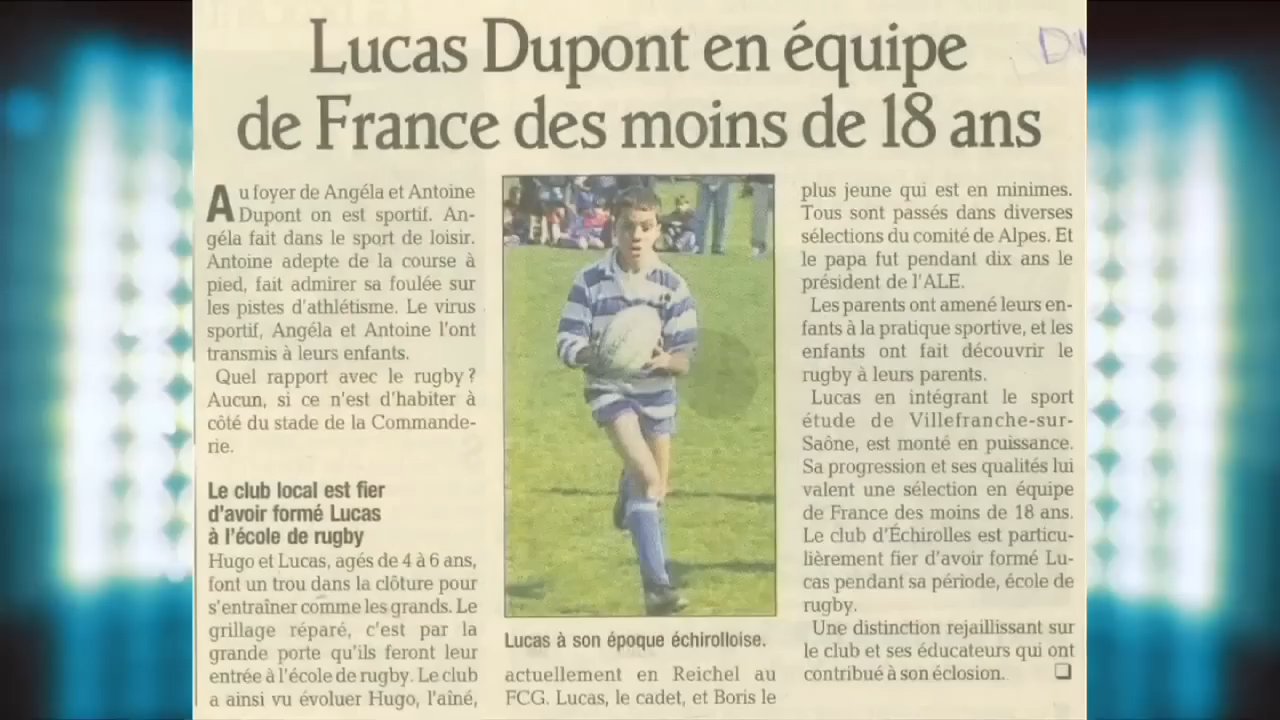 Lucas Dupont en équipe
de France des moins de 18 ans
Au foyer de Angéla et Antoine
Dupont on est sportif. An-
géla fait dans le sport de loisir.
Antoine adepte de la course à
pied, fait admirer sa foulée sur
les pistes d'athlétisme. Le virus
sportif, Angéla et Antoine l'ont
transmis à leurs enfants.
Quel rapport avec le rugby ?
Aucun, si ce n'est d'habiter à
côté du stade de la Commande-
rie.
Le club local est fier
d'avoir formé Lucas
à l'école de rugby
Hugo et Lucas, agés de 4 à 6 ans,
font un trou dans la clôture pour
s'entraîner comme les grands. Le
grillage réparé, c'est par la
grande porte qu'ils feront leur
entrée à l'école de rugby. Le club
a ainsi vu évoluer Hugo, l'aîné,
Lucas à son époque échirolloise.
actuellement en Reichel au
FCG. Lucas, le cadet, et Boris le
plus jeune qui est en minimes.
Tous sont passés dans diverses
sélections du comité de Alpes. Et
le papa fut pendant dix ans le
président de l'ALE.
Les parents ont amené leurs en-
fants à la pratique sportive, et les
enfants ont fait découvrir le
rugby à leurs parents.
Lucas en intégrant le sport
étude de Villefranche-sur-
Saône, est monté en puissance.
Sa progression et ses qualités lui
valent une sélection en équipe
de France des moins de 18 ans.
Le club d'Échirolles est particu-
lièrement fier d'avoir formé Lu-
cas pendant sa période, école de
rugby.
Une distinction rejaillissant sur
le club et ses éducateurs qui ont
contribué à son éclosion.